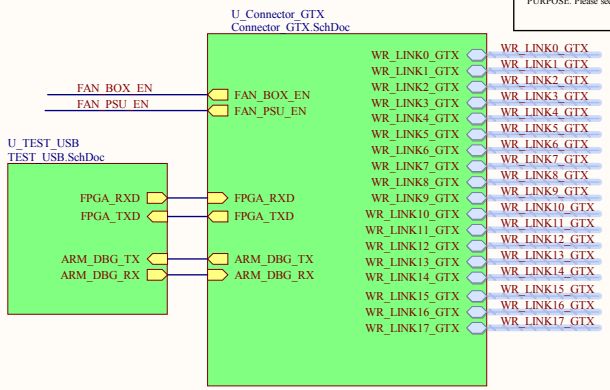 PURPOSE. Please see
U_Connector_GTX
Connector_GTX.SchDoc
FAN_BOX_EN
FAN_PSU_EN
FAN_BOX_EN
FAN_PSU_EN
U_TEST_USB
TEST_USB.SchDoc
FPGA_RXD
FPGA_TXD
ARM_DBG_TX
ARM_DBG_RX
FPGA_RXD
FPGA_TXD
ARM_DBG_TX
ARM_DBG_RX
WR_LINK0_GTX WR_LINK0_GTX
WR_LINK1_GTX WR_LINK1_GTX
WR_LINK2_GTX WR_LINK2_GTX
WR_LINK3_GTX WR_LINK3_GTX
WR_LINK4_GTX WR_LINK4_GTX
WR_LINK5_GTX WR_LINK5_GTX
WR_LINK6_GTX WR_LINK6_GTX
WR_LINK7_GTX WR_LINK7_GTX
WR_LINK8_GTX WR_LINK8_GTX
WR_LINK9_GTX WR_LINK9_GTX
WR_LINK10_GTX WR_LINK10_GTX
WR_LINK11_GTX WR_LINK11_GTX
WR_LINK12_GTX WR_LINK12_GTX
WR_LINK13_GTX WR_LINK13_GTX
WR_LINK14_GTX WR_LINK14_GTX
WR_LINK15_GTX WR_LINK15_GTX
WR_LINK16_GTX WR_LINK16_GTX
WR_LINK17_GTX WR_LINK17_GTX